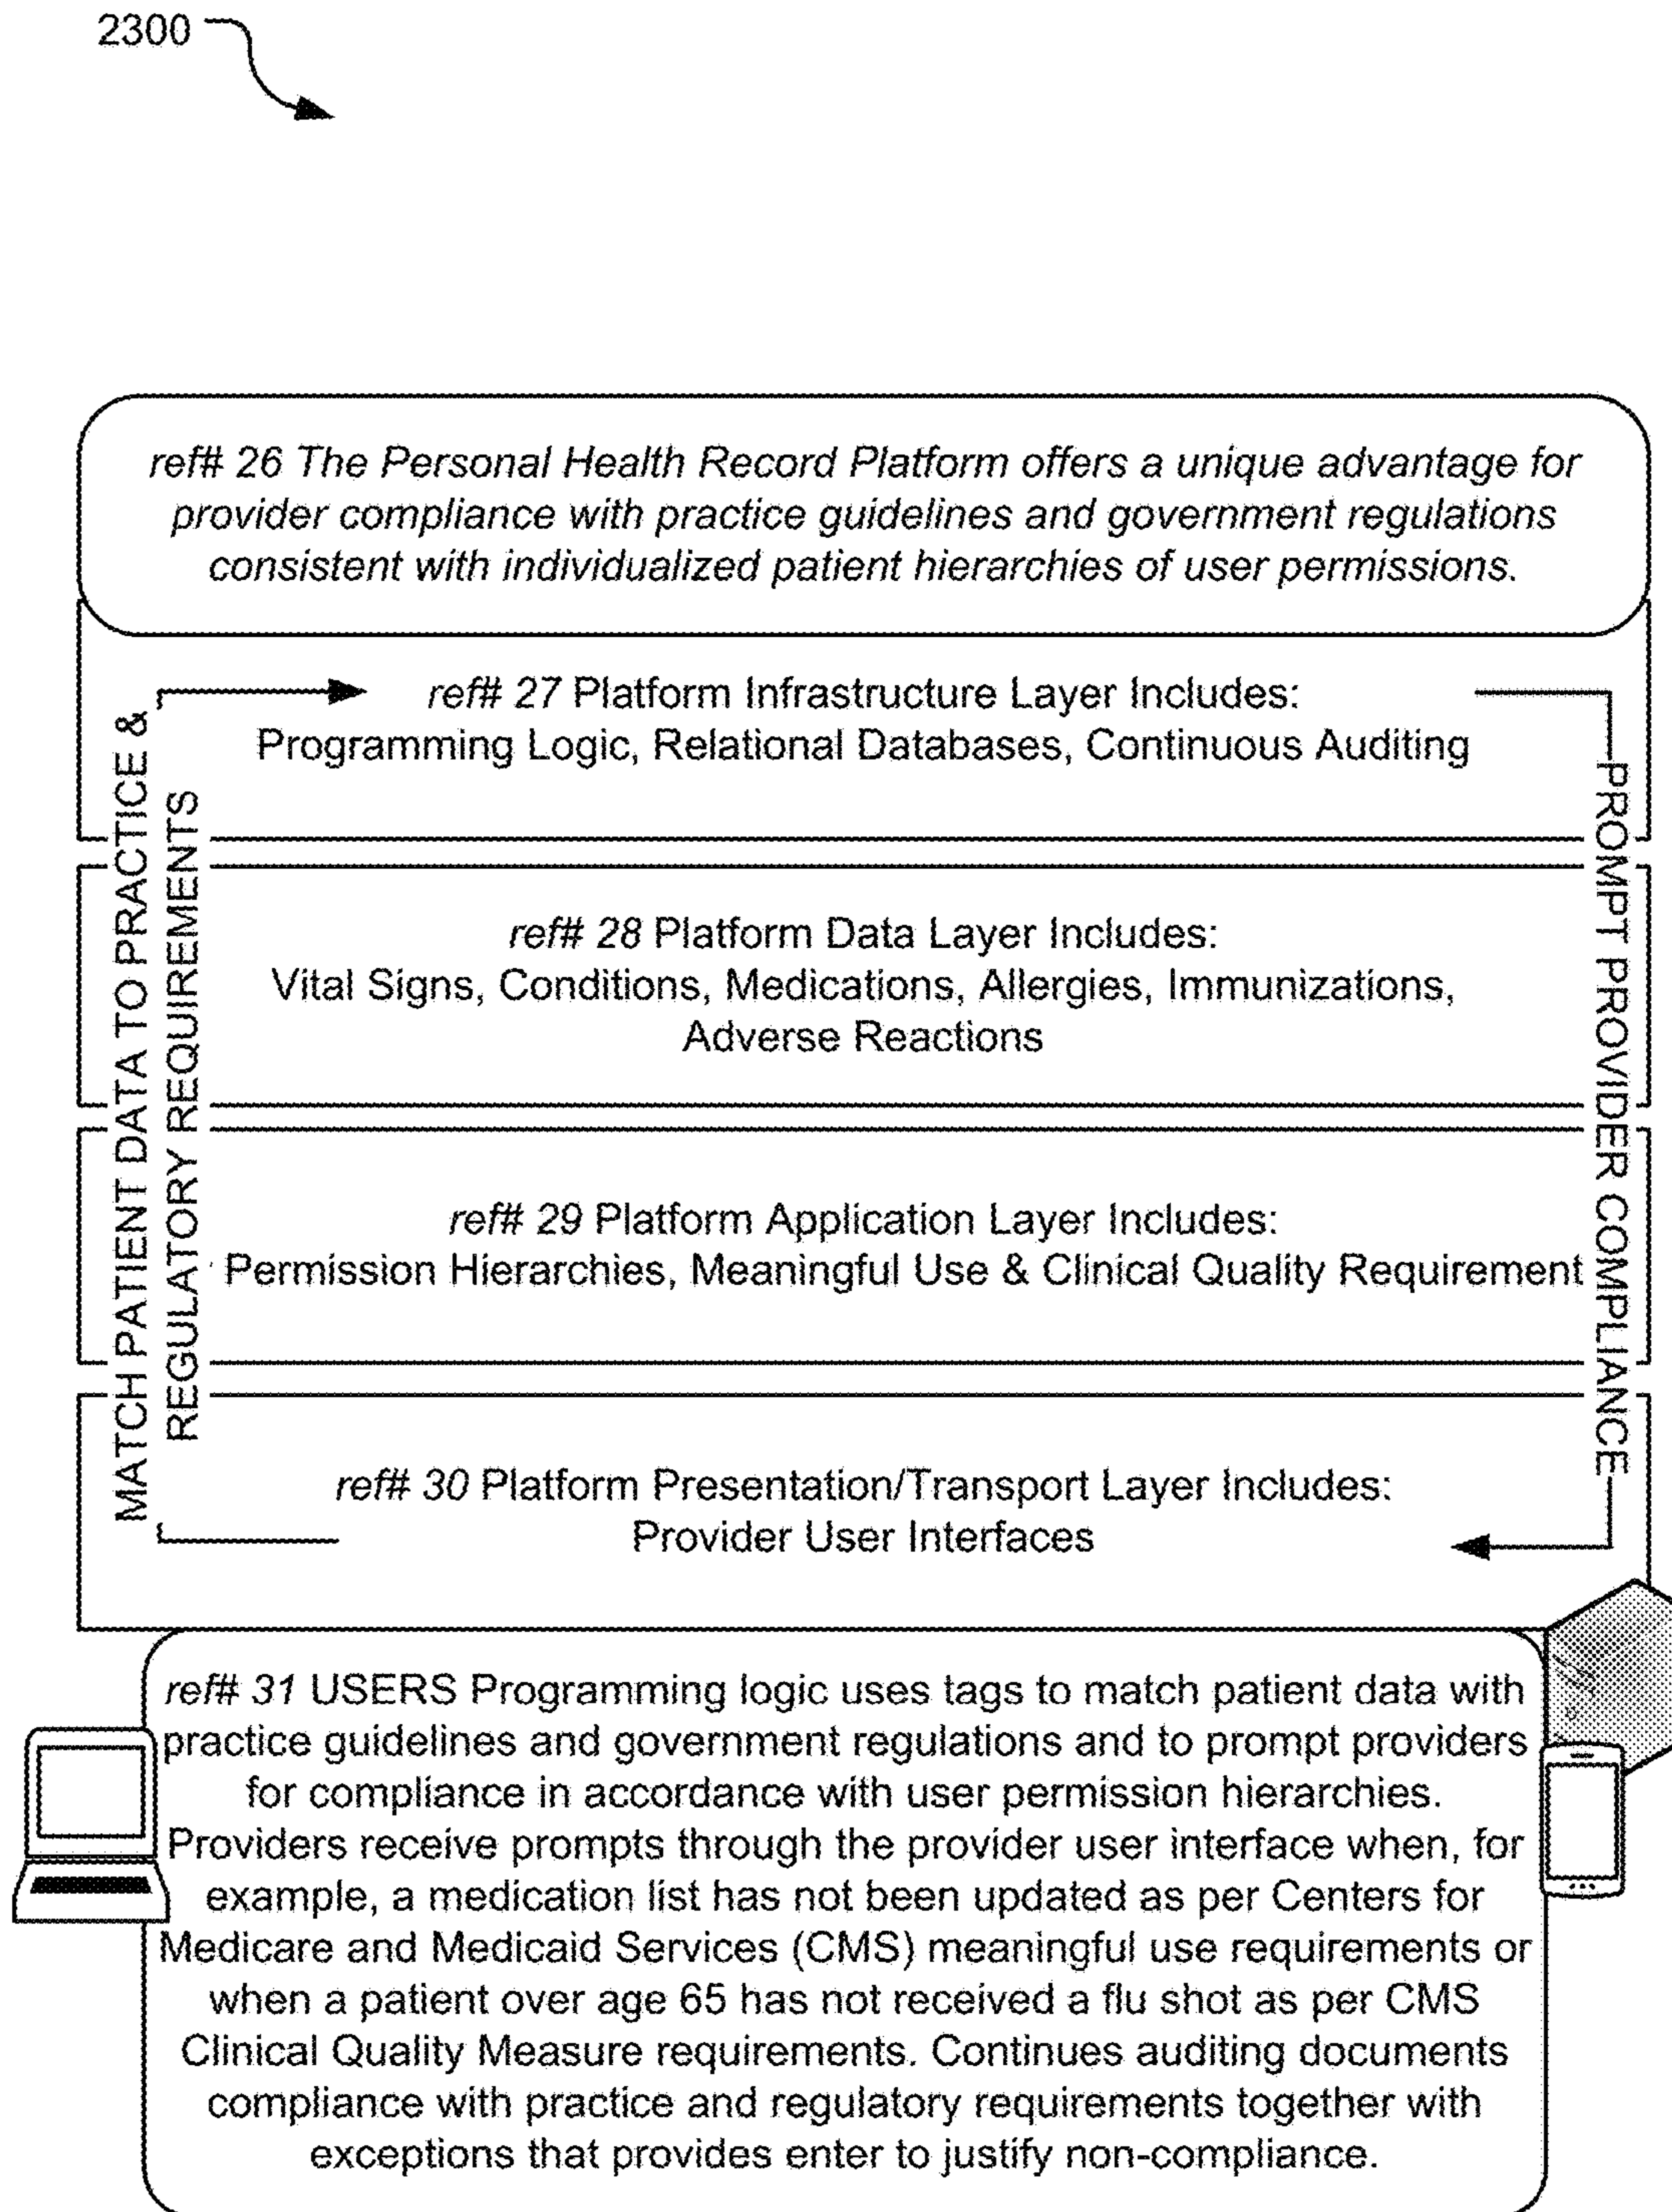 2300
ref# 26 The Personal Health Record Platform offers a unique advantage for
provider compliance with practice guidelines and government regulations
consistent with individualized patient hierarchies of user permissions.
MATCH PATIENT DATA TO PRACTICE &
REGULATORY REQUIREMENTS
ref# 27 Platform Infrastructure Layer Includes:
Programming Logic, Relational Databases, Continuous Auditing
ref# 28 Platform Data Layer Includes:
Vital Signs, Conditions, Medications, Allergies, Immunizations,
Adverse Reactions
ref# 29 Platform Application Layer Includes:
Permission Hierarchies, Meaningful Use & Clinical Quality Requirement
ref# 30 Platform Presentation/Transport Layer Includes:
Provider User Interfaces
PROMPT PROVIDER COMPLIANCE
ref# 31 USERS Programming logic uses tags to match patient data with
practice guidelines and government regulations and to prompt providers
for compliance in accordance with user permission hierarchies.
Providers receive prompts through the provider user interface when, for
example, a medication list has not been updated as per Centers for
Medicare and Medicaid Services (CMS) meaningful use requirements or
when a patient over age 65 has not received a flu shot as per CMS
Clinical Quality Measure requirements. Continues auditing documents
compliance with practice and regulatory requirements together with
exceptions that provides enter to justify non-compliance.